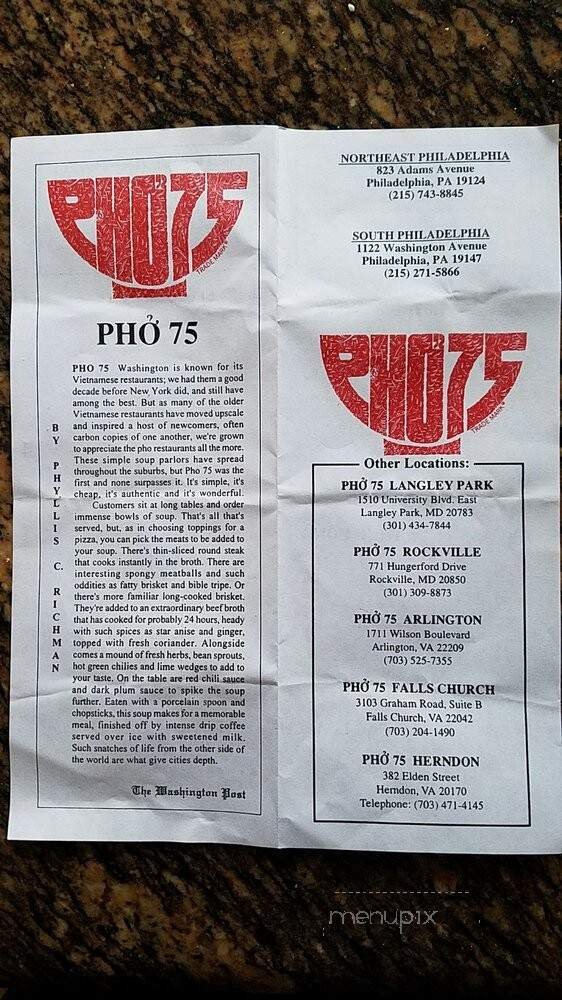 PHO75
TRADE MARK
PHỞ 75
BY PHYLLIS C. RICHMAN
PHO 75 Washington is known for its
Vietnamese restaurants; we had them a good
decade before New York did, and still have
among the best. But as many of the older
Vietnamese restaurants have moved upscale
and inspired a host of newcomers, often
carbon copies of one another, we're grown
to appreciate the pho restaurants all the more.
These simple soup parlors have spread
throughout the suburbs, but Pho 75 was the
first and none surpasses it. It's simple, it's
cheap, it's authentic and it's wonderful.
Customers sit at long tables and order
immense bowls of soup. That's all that's
served, but, as in choosing toppings for a
pizza, you can pick the meats to be added to
your soup. There's thin-sliced round steak
that cooks instantly in the broth. There are
interesting spongy meatballs and such
oddities as fatty brisket and bible tripe. Or
there's more familiar long-cooked brisket.
They're added to an extraordinary beef broth
that has cooked for probably 24 hours, heady
with such spices as star anise and ginger,
topped with fresh coriander. Alongside
comes a mound of fresh herbs, bean sprouts,
hot green chilies and lime wedges to add to
your taste. On the table are red chili sauce
and dark plum sauce to spike the soup
further. Eaten with a porcelain spoon and
chopsticks, this soup makes for a memorable
meal, finished off by intense drip coffee
served over ice with sweetened milk.
Such snatches of life from the other side of
the world are what give cities depth.
The Washington Post
NORTHEAST PHILADELPHIA
823 Adams Avenue
Philadelphia, PA 19124
(215) 743-8845
SOUTH PHILADELPHIA
1122 Washington Avenue
Philadelphia, PA 19147
(215) 271-5866
PHO75
TRADE MARK
Other Locations:
PHỞ 75 LANGLEY PARK
1510 University Blvd. East
Langley Park, MD 20783
(301) 434-7844
PHỞ 75 ROCKVILLE
771 Hungerford Drive
Rockville, MD 20850
(301) 309-8873
PHỞ 75 ARLINGTON
1711 Wilson Boulevard
Arlington, VA 22209
(703) 525-7355
PHỞ 75 FALLS CHURCH
3103 Graham Road, Suite B
Falls Church, VA 22042
(703) 204-1490
PHỞ 75 HERNDON
382 Elden Street
Herndon, VA 20170
Telephone: (703) 471-4145
menupix